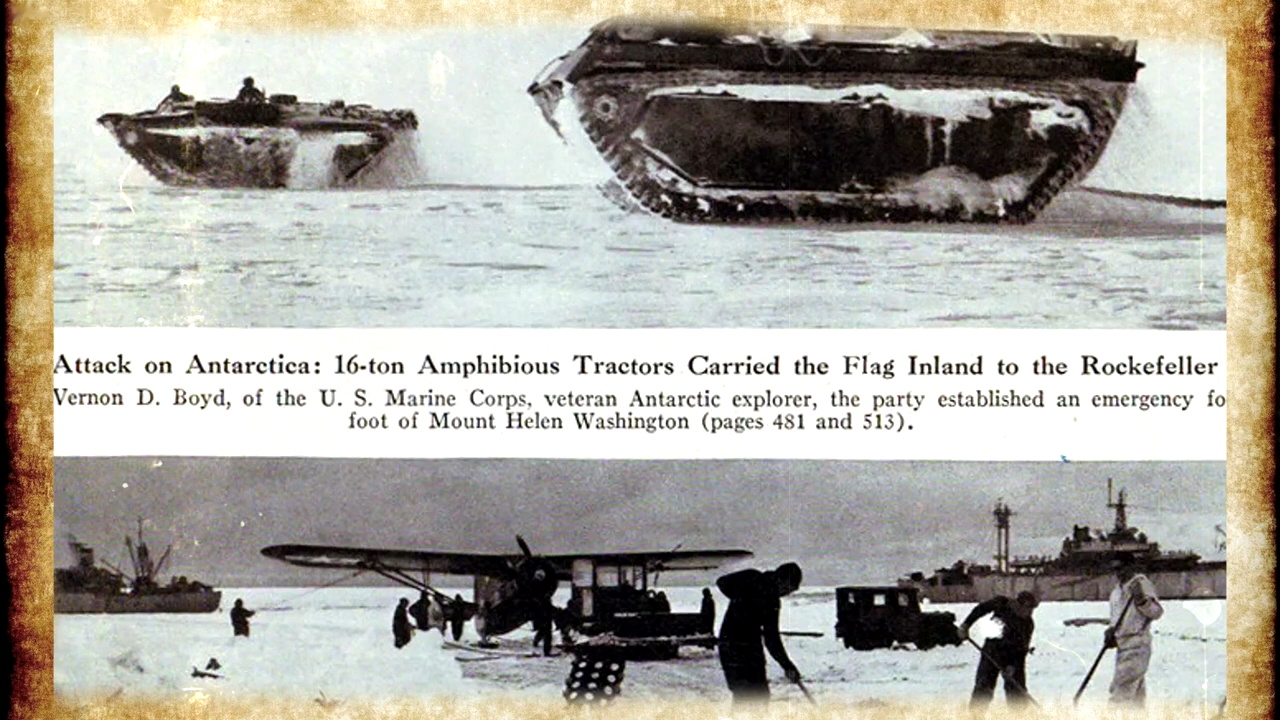 Attack on Antarctica: 16-ton Amphibious Tractors Carried the Flag Inland to the Rockefeller
Vernon D. Boyd, of the U. S. Marine Corps, veteran Antarctic explorer, the party established an emergency fo
foot of Mount Helen Washington (pages 481 and 513).